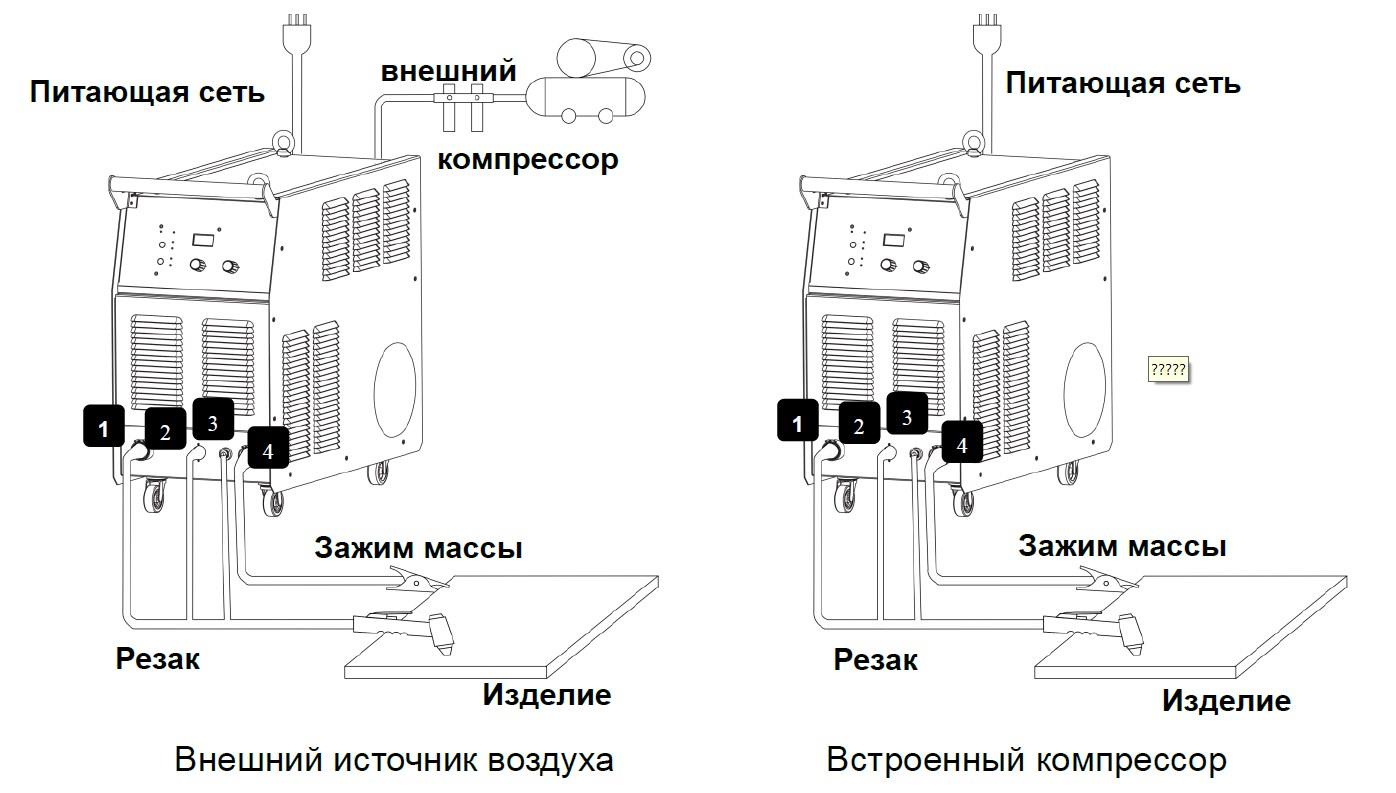 Питающая сеть
внешний
компрессор
1
2
3
4
Зажим массы
Резак
Изделие
Внешний источник воздуха
Питающая сеть
?????
1
2
3
4
Зажим массы
Резак
Изделие
Встроенный компрессор